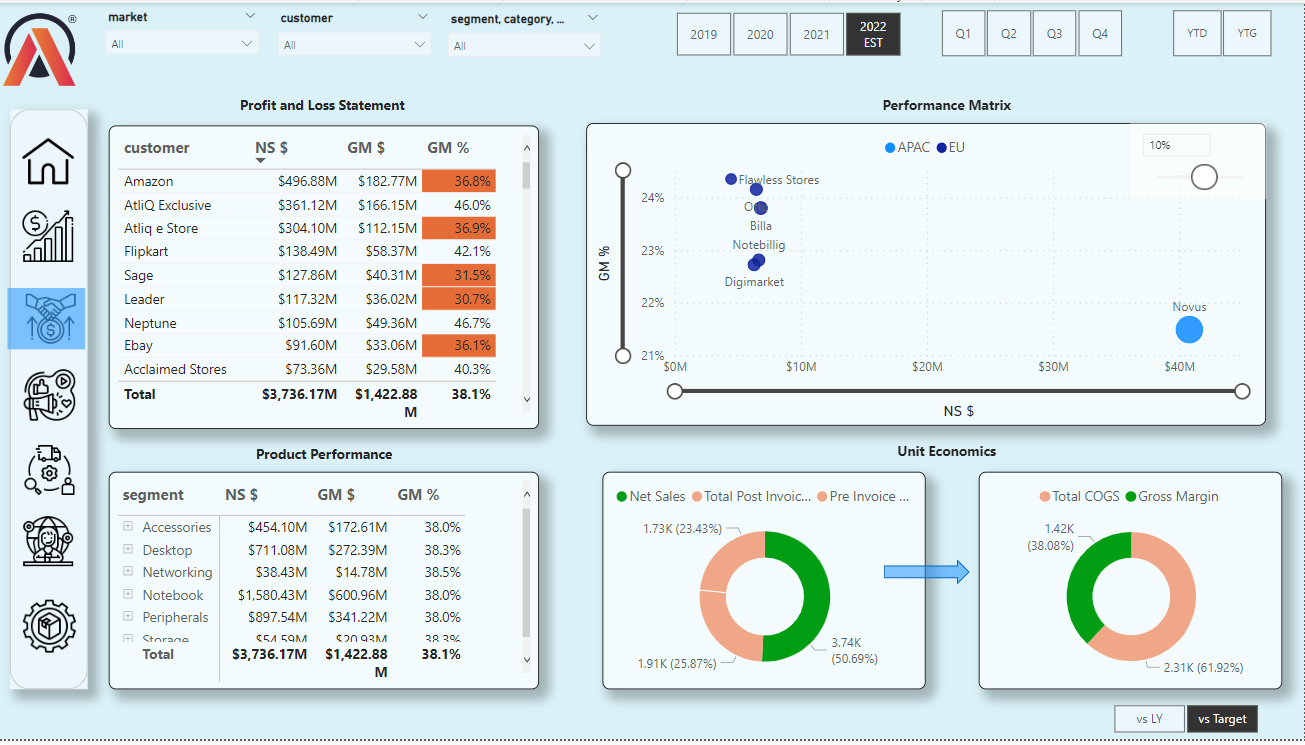 market
customer
segment, category, ...
All
All
All
2019
2020
2021
2022
EST
Q1
Q2
Q3
Q4
YTD
YTG
®
Profit and Loss Statement
customer NS $ GM $ GM %
Amazon $496.88M $182.77M 36.8%
AtliQ Exclusive $361.12M $166.15M 46.0%
Atliq e Store $304.10M $112.15M 36.9%
Flipkart $138.49M $58.37M 42.1%
Sage $127.86M $40.31M 31.5%
Leader $117.32M $36.02M 30.7%
Neptune $105.69M $49.36M 46.7%
Ebay $91.60M $33.06M 36.1%
Acclaimed Stores $73.36M $29.58M 40.3%
Total $3,736.17M $1,422.88
M 38.1%
Performance Matrix
APAC EU
10%
GM %
24%
23%
22%
21%
Flawless Stores
Billa
Notebillig
Digimarket
Novus
$0M $10M $20M $30M $40M
NS $
Product Performance
segment NS $ GM $ GM %
Accessories $454.10M $172.61M 38.0%
Desktop $711.08M $272.39M 38.3%
Networking $38.43M $14.78M 38.5%
Notebook $1,580.43M $600.96M 38.0%
Peripherals $897.54M $341.22M 38.0%
Storage $54.59M $20.93M 38.3%
Total $3,736.17M $1,422.88
M 38.1%
Unit Economics
Net Sales Total Post Invoic... Pre Invoice ...
1.73K (23.43%)
1.91K (25.87%)
3.74K
(50.69%)
Total COGS Gross Margin
1.42K
(38.08%)
2.31K (61.92%)
vs LY
vs Target